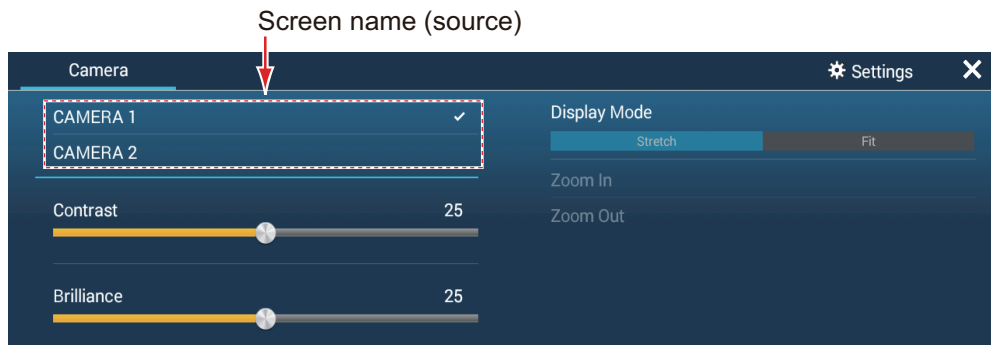 Screen name (source)
Camera
Settings
CAMERA 1
CAMERA 2
Contrast 25
Brilliance 25
Display Mode
Stretch Fit
Zoom In
Zoom Out